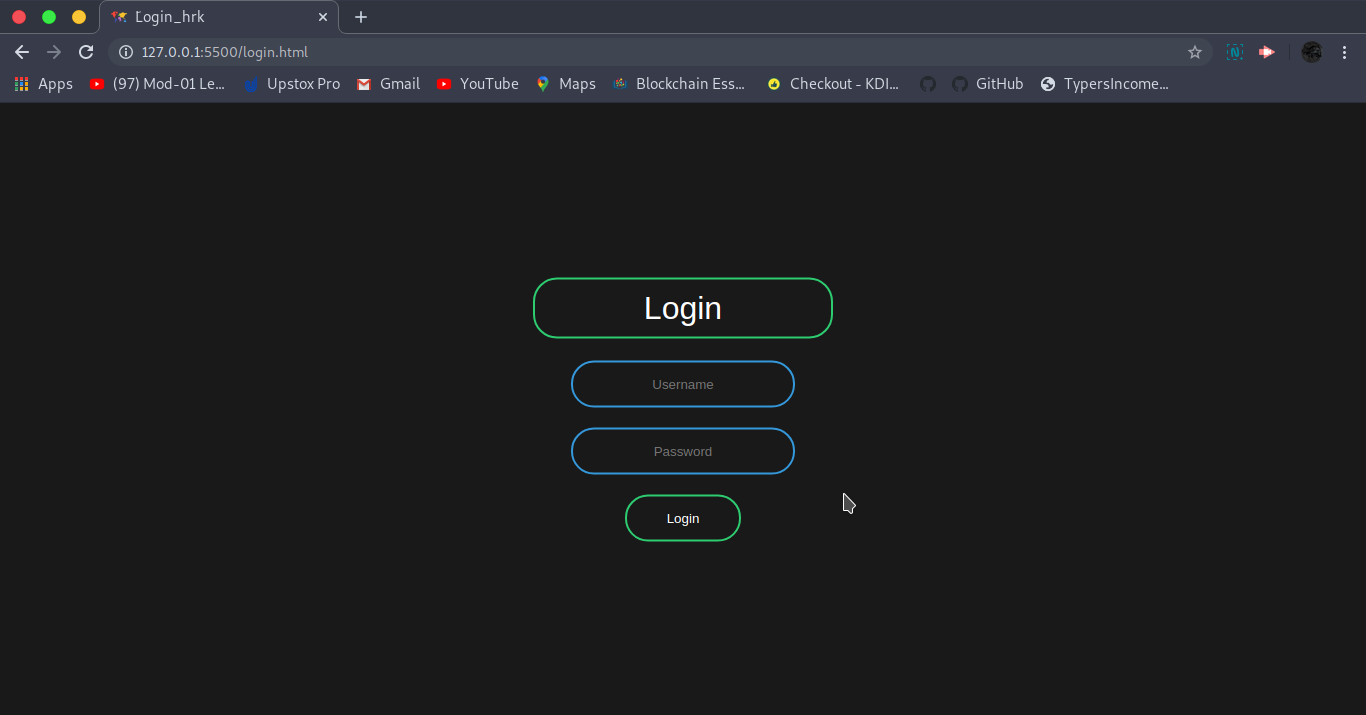 Login_hrk
127.0.0.1:5500/login.html
Apps (97) Mod-01 Le... Upstox Pro Gmail YouTube Maps Blockchain Ess... Checkout - KDI... GitHub TypersIncome...
Login
Username
Password
Login